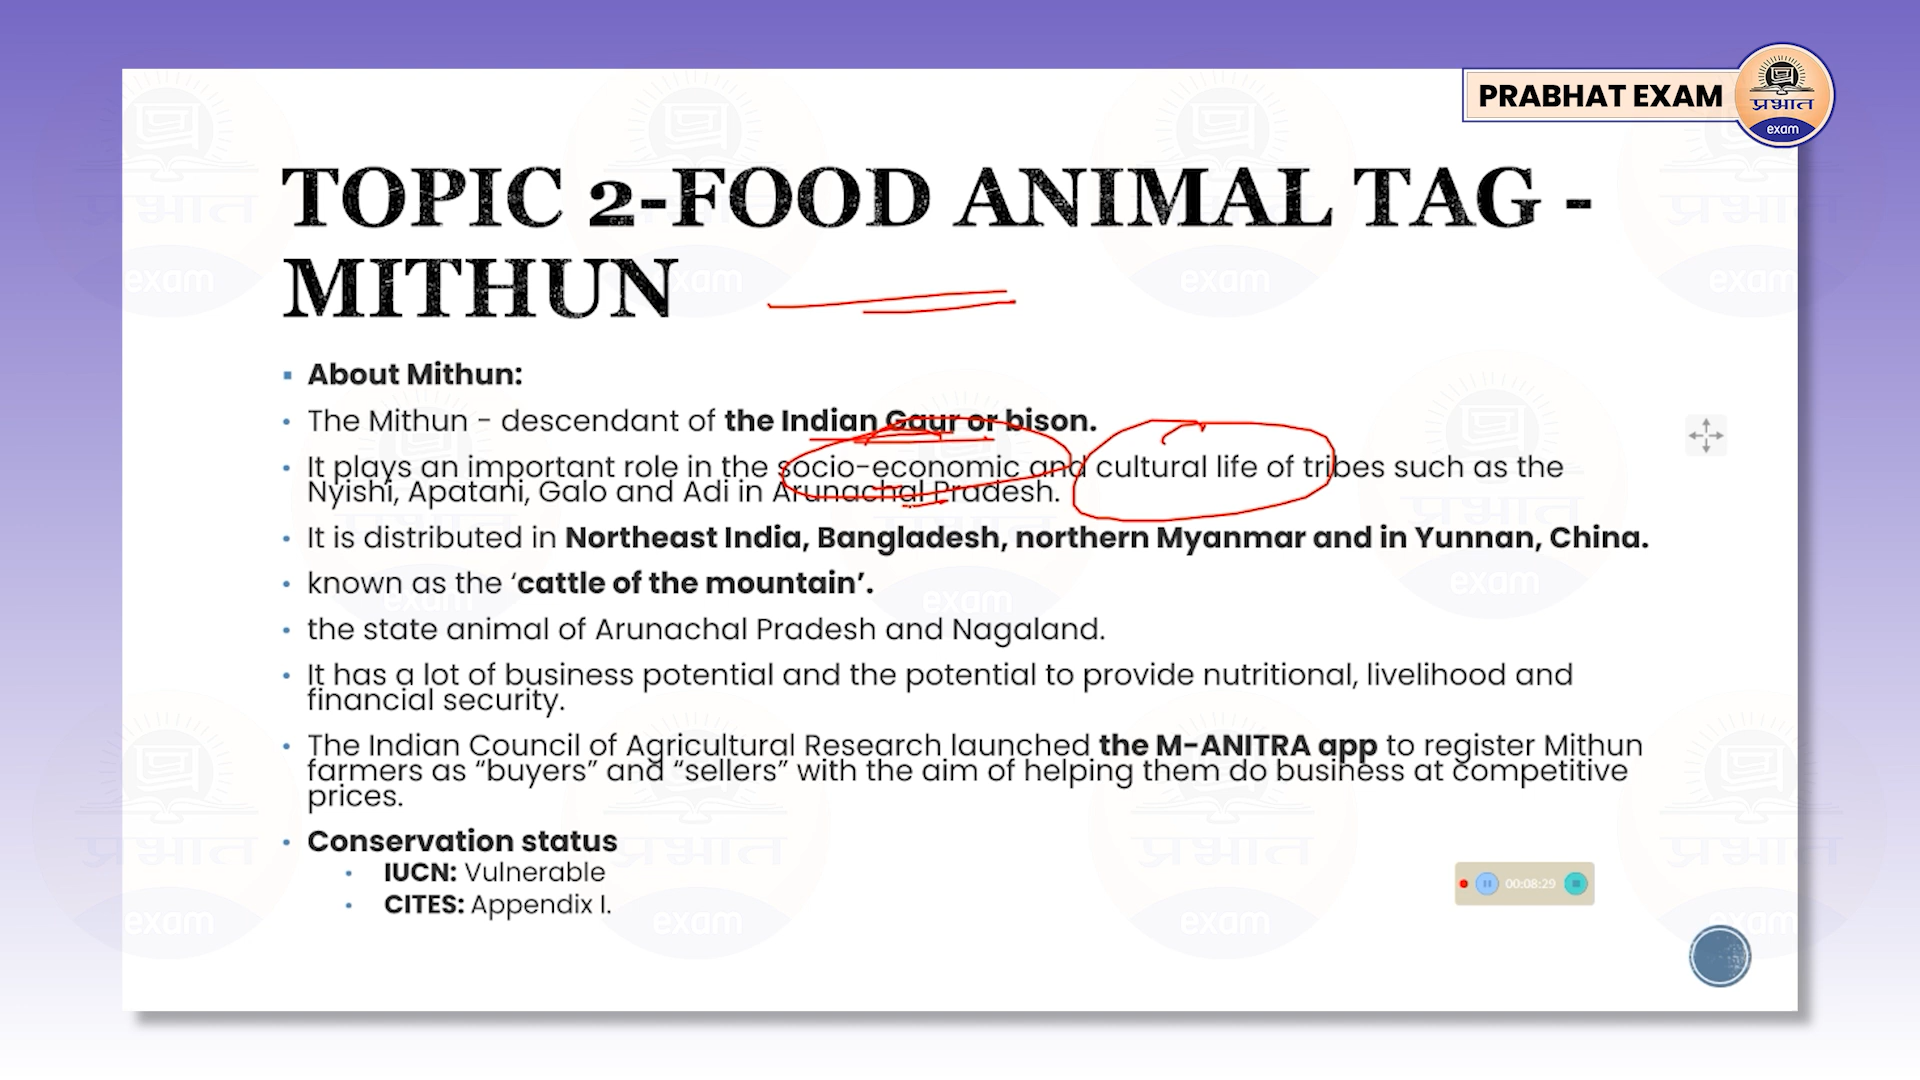 PRABHAT EXAM
प्रभात
exam
TOPIC 2-FOOD ANIMAL TAG -
MITHUN
About Mithun:
The Mithun - descendant of the Indian Gaur or bison.
It plays an important role in the socio-economic and cultural life of tribes such as the
Nyishi, Apatani, Galo and Adi in Arunachal Pradesh.
It is distributed in Northeast India, Bangladesh, northern Myanmar and in Yunnan, China.
known as the ‘cattle of the mountain’.
the state animal of Arunachal Pradesh and Nagaland.
It has a lot of business potential and the potential to provide nutritional, livelihood and
financial security.
The Indian Council of Agricultural Research launched the M-ANITRA app to register Mithun
farmers as “buyers” and “sellers” with the aim of helping them do business at competitive
prices.
Conservation status
IUCN: Vulnerable
CITES: Appendix I.
00:08:29